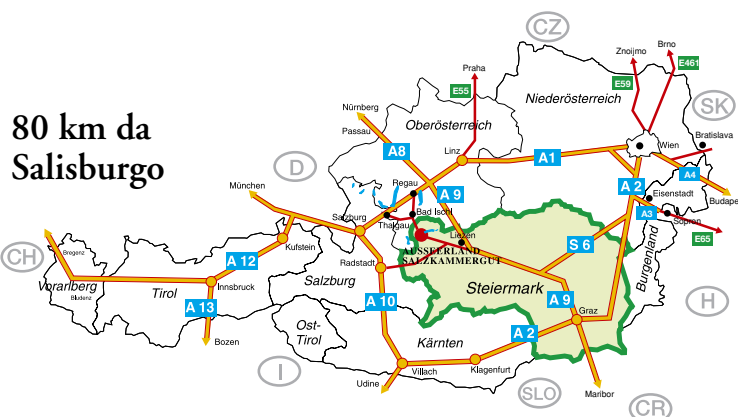 80 km da
Salisburgo
CZ
Znojmo
Brno
E59
E461
Praha
E55
Niederösterreich
SK
Nürnberg
Passau
Oberösterreich
A8
Linz
A1
Wien
Bratislava
D
München
Regau
A 9
A 2
A4
Budape
Eisenstadt
Salzburg
Thalgau
Bad Ischl
A3
Sopron
E65
CH
Bregenz
Kufstein
Liezen
AUSSEERLAND
SALZKAMMERGUT
S 6
Burgenland
A 12
Radstadt
Vorarlberg
Bludenz
Tirol
Innsbruck
Salzburg
Steiermark
H
A 13
A 10
A 9
Graz
Bozen
Ost-
Tirol
Kärnten
A 2
I
Villach
Klagenfurt
Udine
SLO
Maribor
CR